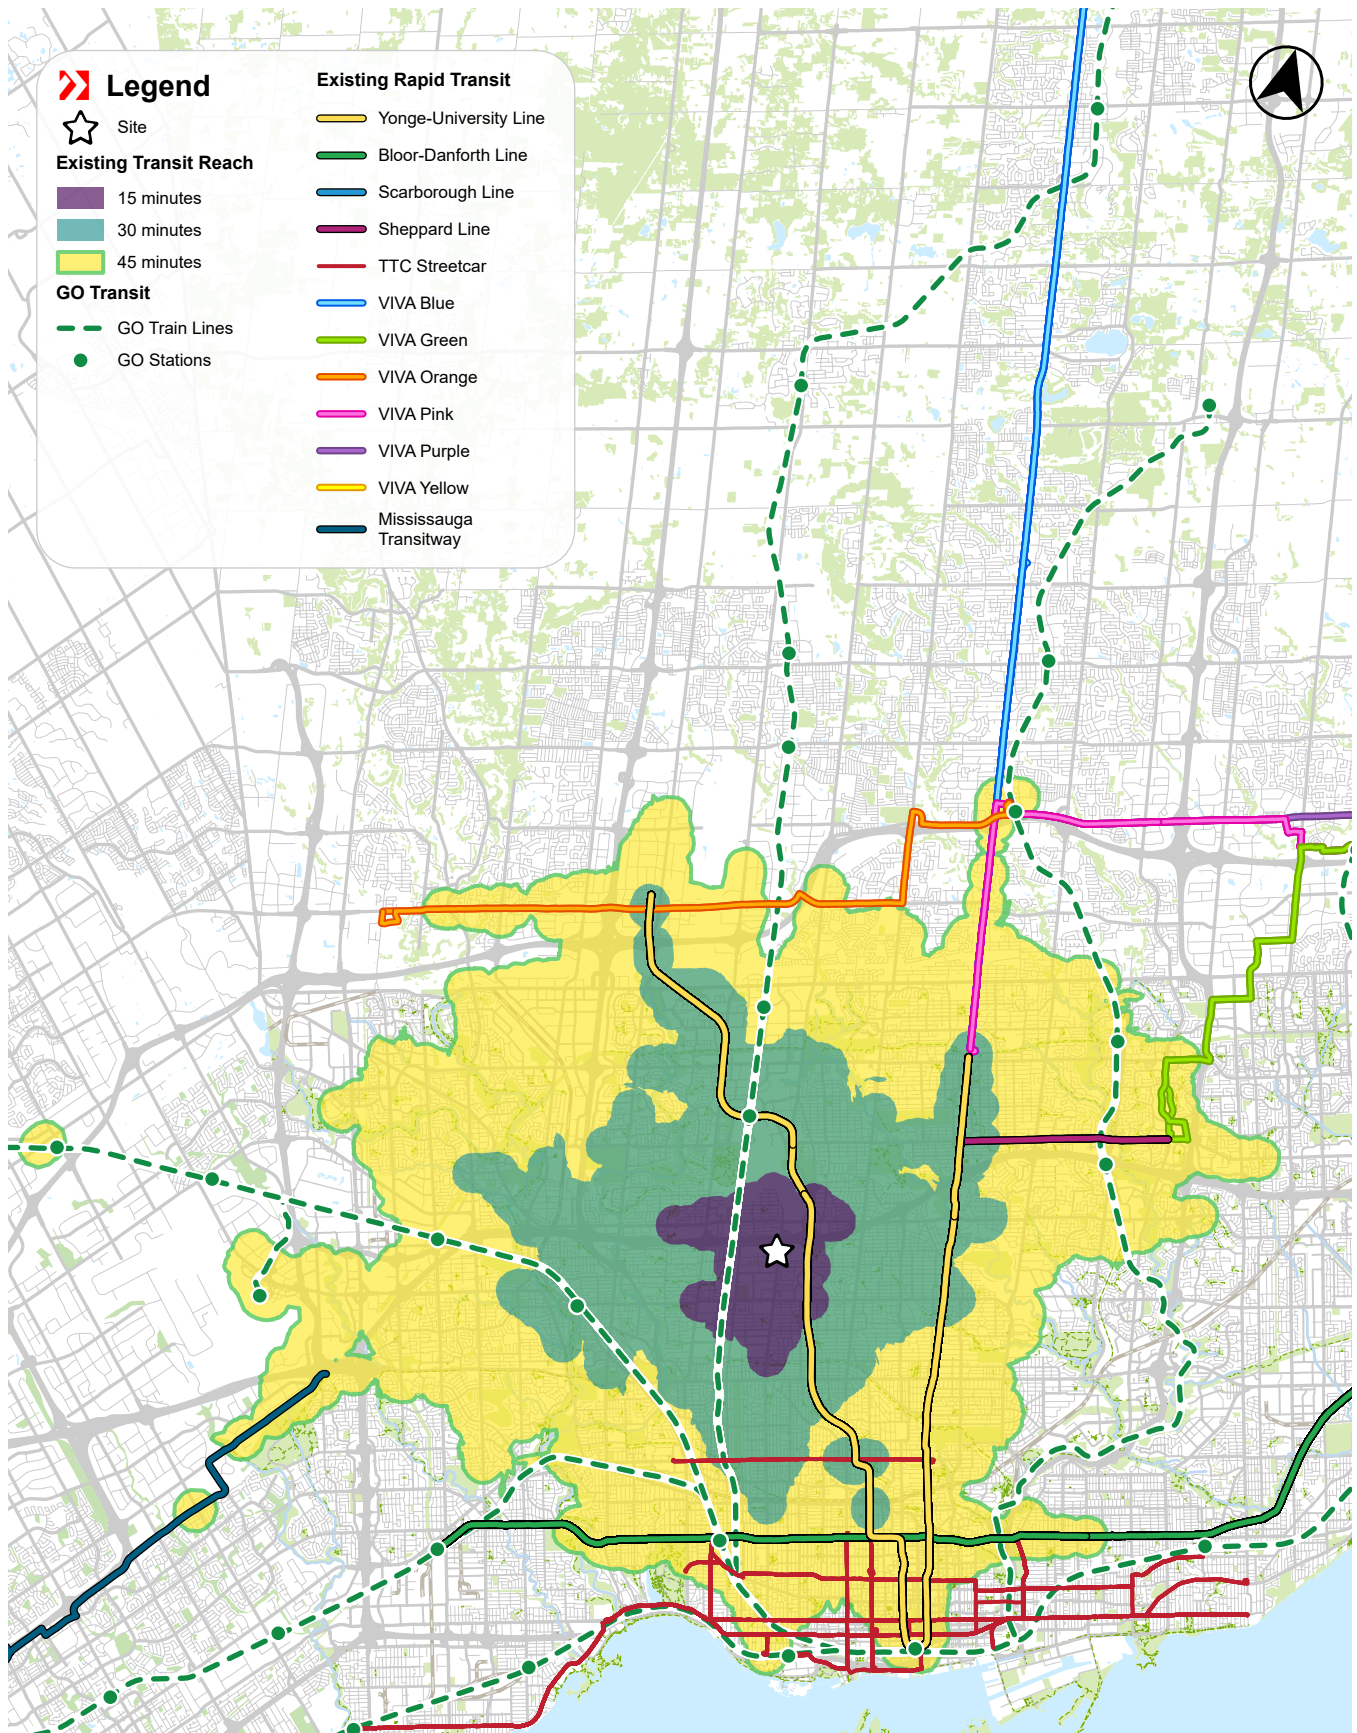 Legend
Site
Existing Transit Reach
15 minutes
30 minutes
45 minutes
GO Transit
GO Train Lines
GO Stations
Existing Rapid Transit
Yonge-University Line
Bloor-Danforth Line
Scarborough Line
Sheppard Line
TTC Streetcar
VIVA Blue
VIVA Green
VIVA Orange
VIVA Pink
VIVA Purple
VIVA Yellow
Mississauga
Transitway